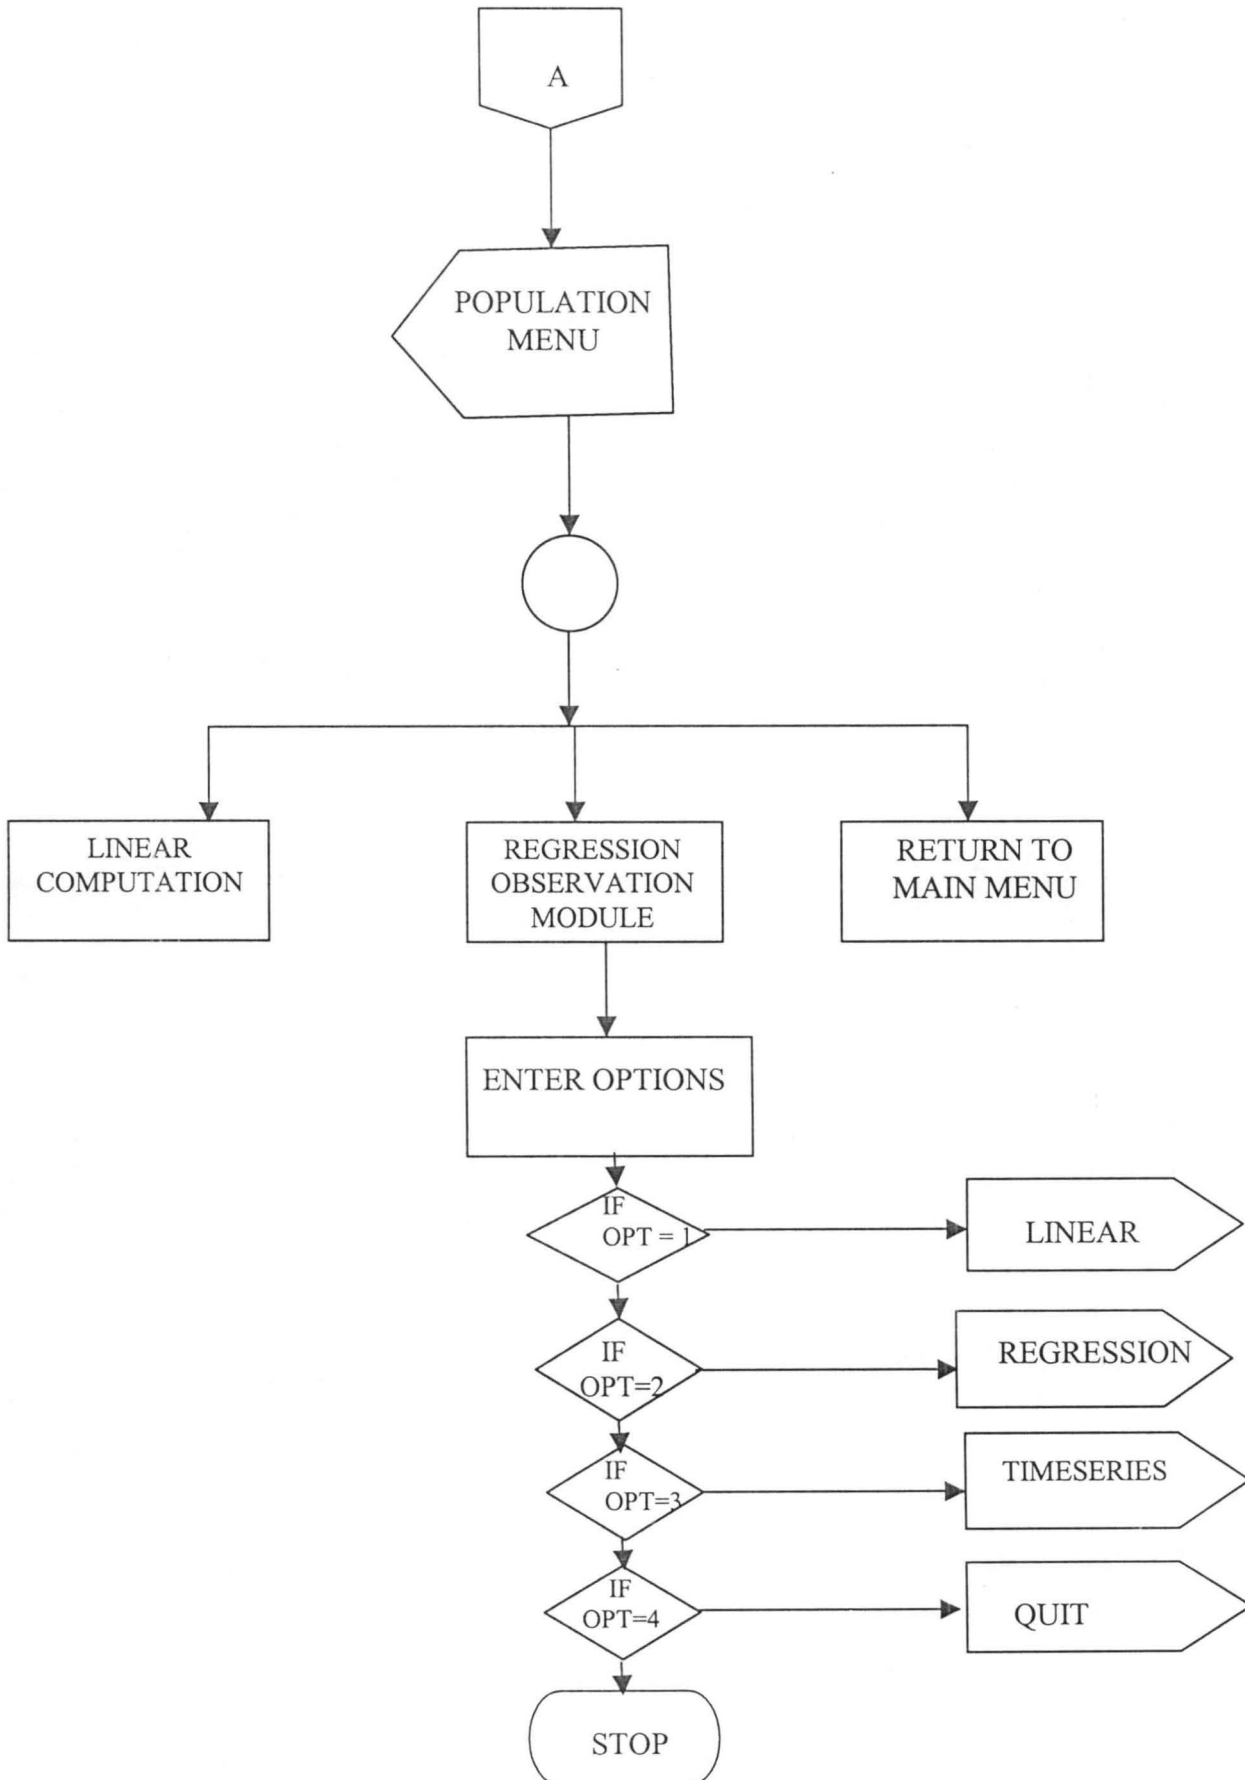 A
POPULATION
MENU
LINEAR
COMPUTATION
REGRESSION
OBSERVATION
MODULE
RETURN TO
MAIN MENU
ENTER OPTIONS
IF
OPT = 1
LINEAR
IF
OPT=2
REGRESSION
IF
OPT=3
TIMESERIES
IF
OPT=4
QUIT
STOP